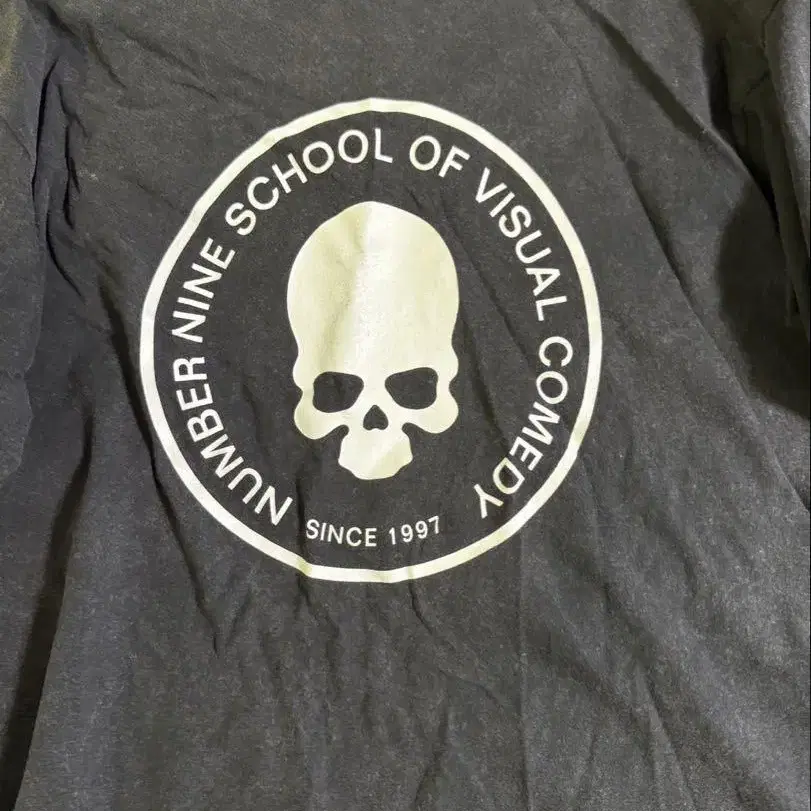 NUMBER NINE SCHOOL OF VISUAL COMEDY
SINCE 1997